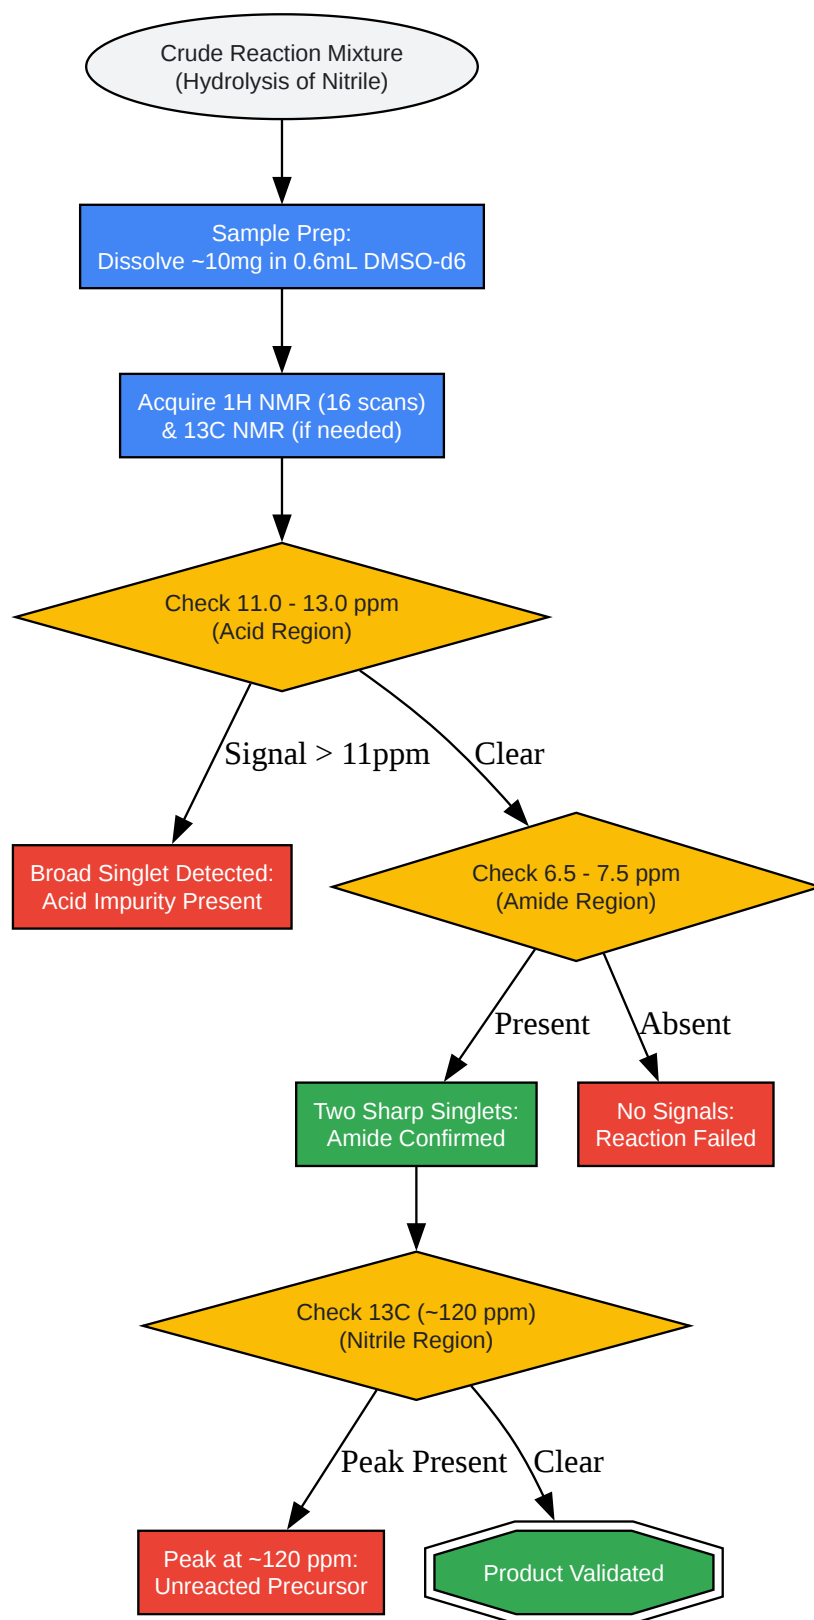 Crude Reaction Mixture
(Hydrolysis of Nitrile)
Sample Prep:
Dissolve ~10mg in 0.6mL DMSO-d6
Acquire 1H NMR (16 scans)
& 13C NMR (if needed)
Check 11.0 - 13.0 ppm
(Acid Region)
Signal > 11ppm
Clear
Broad Singlet Detected:
Acid Impurity Present
Check 6.5 - 7.5 ppm
(Amide Region)
Present
Absent
Two Sharp Singlets:
Amide Confirmed
No Signals:
Reaction Failed
Check 13C (~120 ppm)
(Nitrile Region)
Peak Present
Clear
Peak at ~120 ppm:
Unreacted Precursor
Product Validated